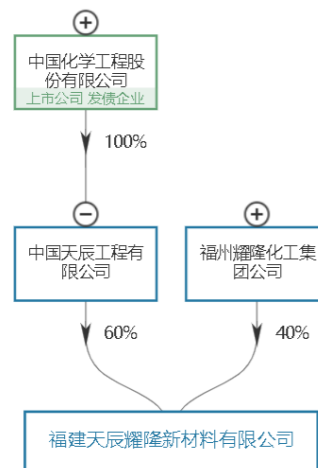 中国化学工程股
份有限公司
上市公司 发债企业
100%
中国天辰工程有
限公司
福州耀隆化工集
团公司
60%
40%
福建天辰耀隆新材料有限公司